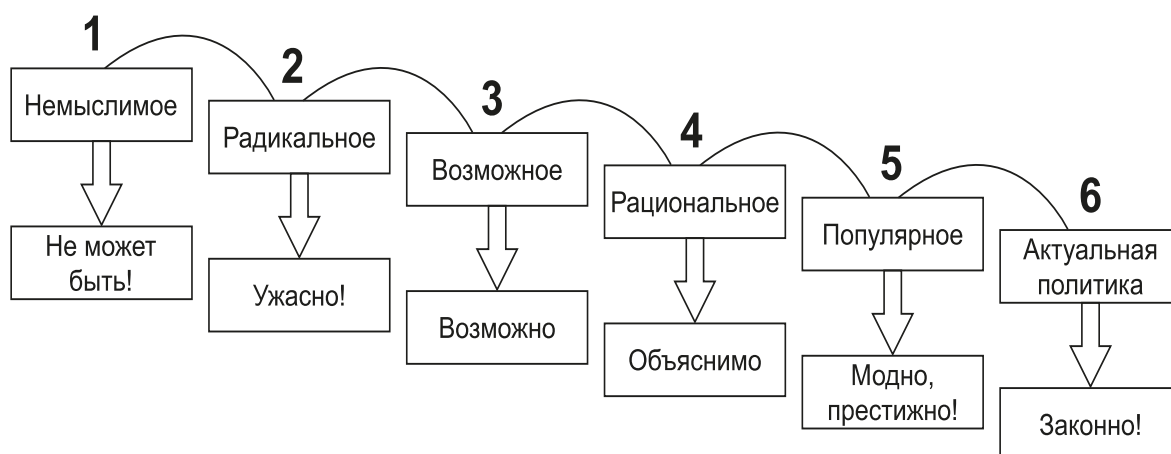 1
Немыслимое
Не может
быть!
2
Радикальное
Ужасно!
3
Возможное
Возможно
4
Рациональное
Объяснимо
5
Популярное
Модно,
престижно!
6
Актуальная
политика
Законно!